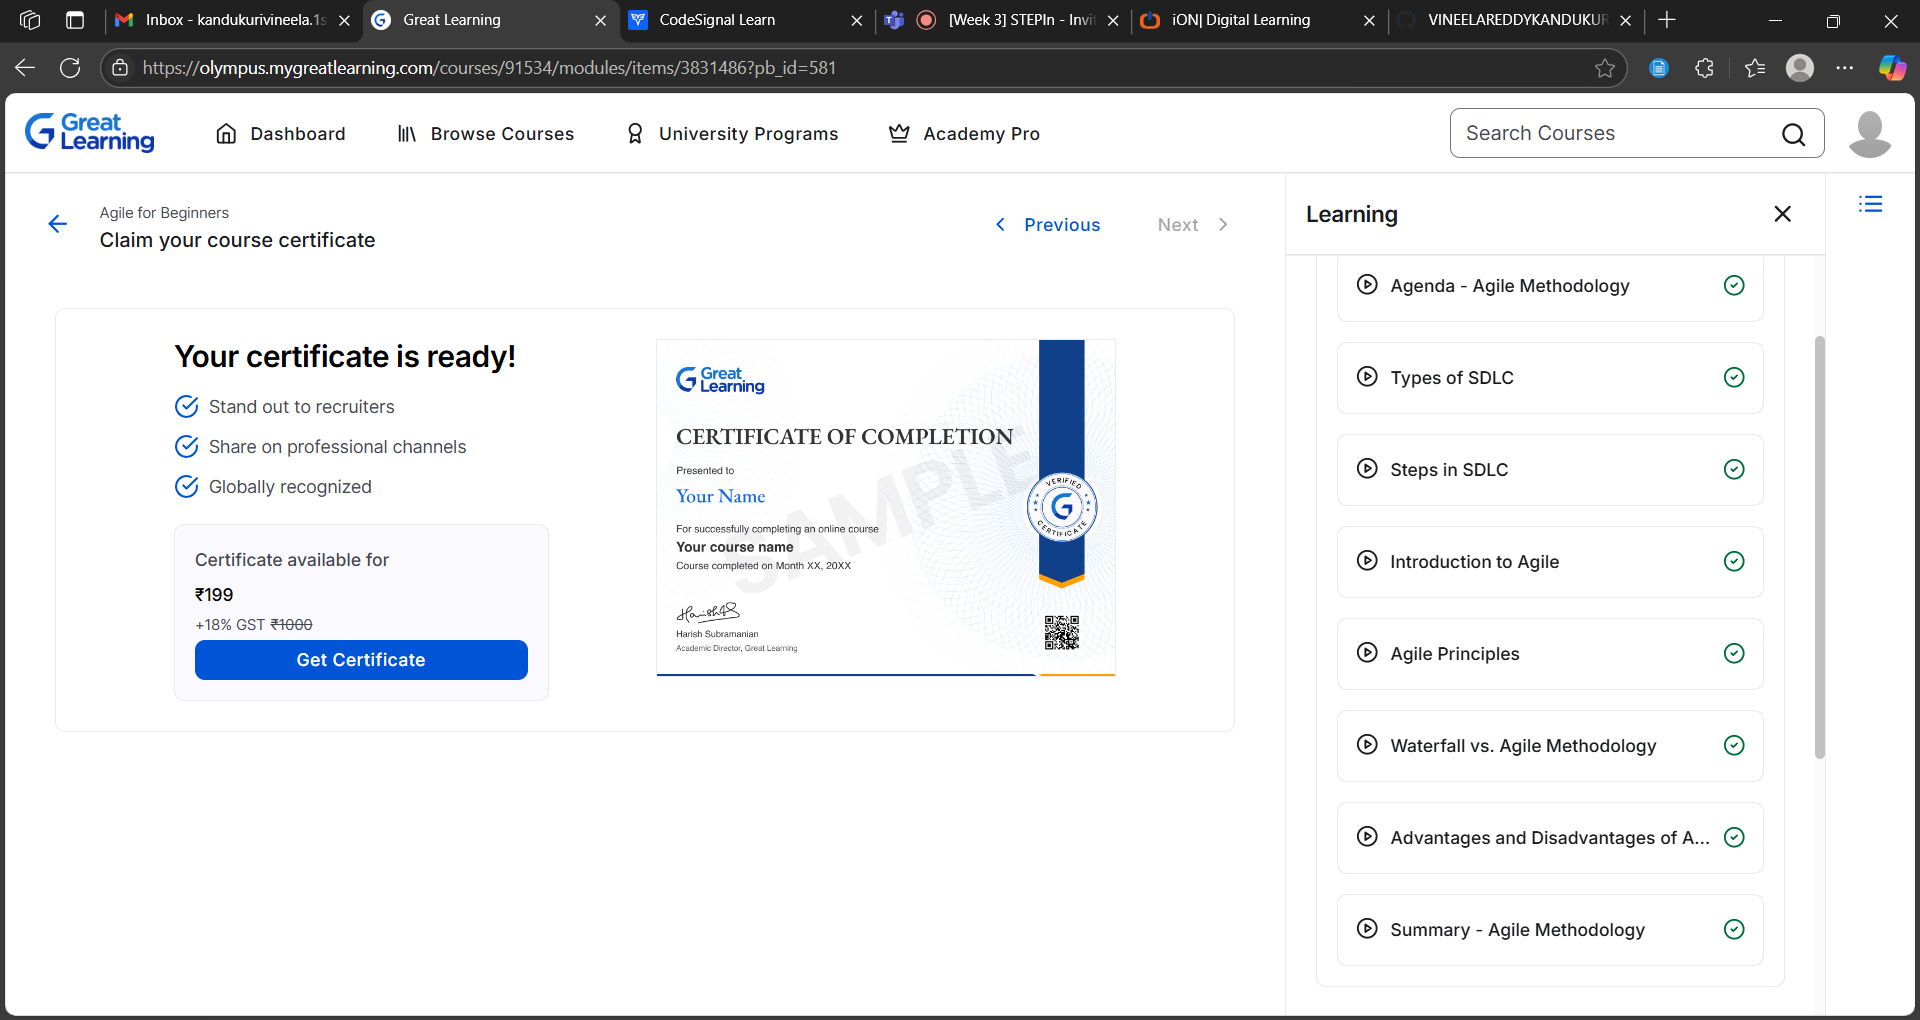 Inbox - kandukurivineela.1s
Great Learning
CodeSignal Learn
[Week 3] STEPIn - Invit
iON| Digital Learning
VINEELAREDDYKANDUKUR
https://olympus.mygreatlearning.com/courses/91534/modules/items/3831486?pb_id=581
Great Learning
Dashboard
Browse Courses
University Programs
Academy Pro
Search Courses
Agile for Beginners
Claim your course certificate
Previous
Next
Your certificate is ready!
Stand out to recruiters
Share on professional channels
Globally recognized
Certificate available for
₹199
+18% GST ₹1000
Get Certificate
Great Learning
CERTIFICATE OF COMPLETION
Presented to
Your Name
For successfully completing an online course
Your course name
Course completed on Month XX, 20XX
SAMPLE
VERIFIED
CERTIFICATE
Harish Subramanian
Academic Director, Great Learning
Learning
Agenda - Agile Methodology
Types of SDLC
Steps in SDLC
Introduction to Agile
Agile Principles
Waterfall vs. Agile Methodology
Advantages and Disadvantages of A...
Summary - Agile Methodology